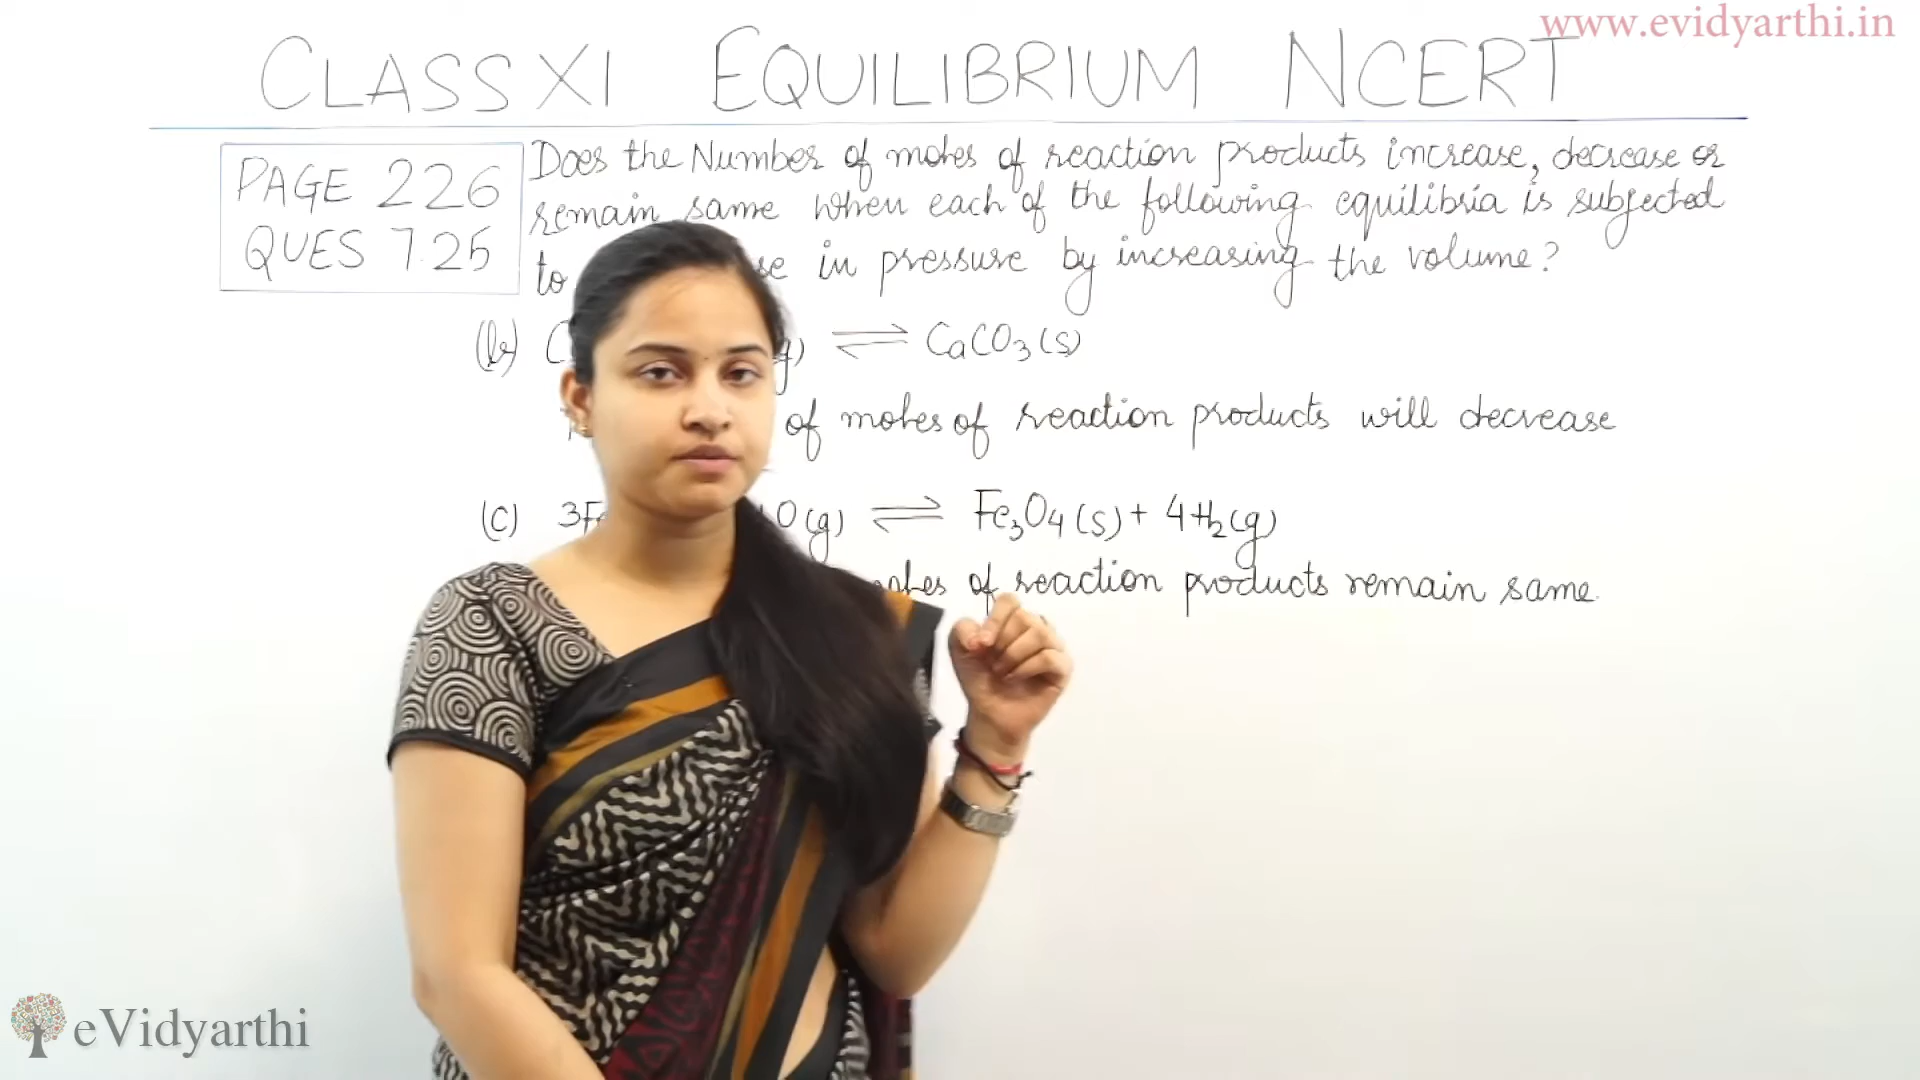 www.evidyarthi.in
CLASS XI EQUILIBRIUM NCERT
PAGE 226
QUES 7.25
Does the Number of moles of reaction products increase, decrease or
remain same when each of the following equilibria is subjected
to in pressure by increasing the volume?
(b) C g) ⇌ CaCO3(s)
of moles of reaction products will decrease
(c) 3Fe O(g) ⇌ Fe3O4(s) + 4H2(g)
moles of reaction products remain same.
eVidyarthi